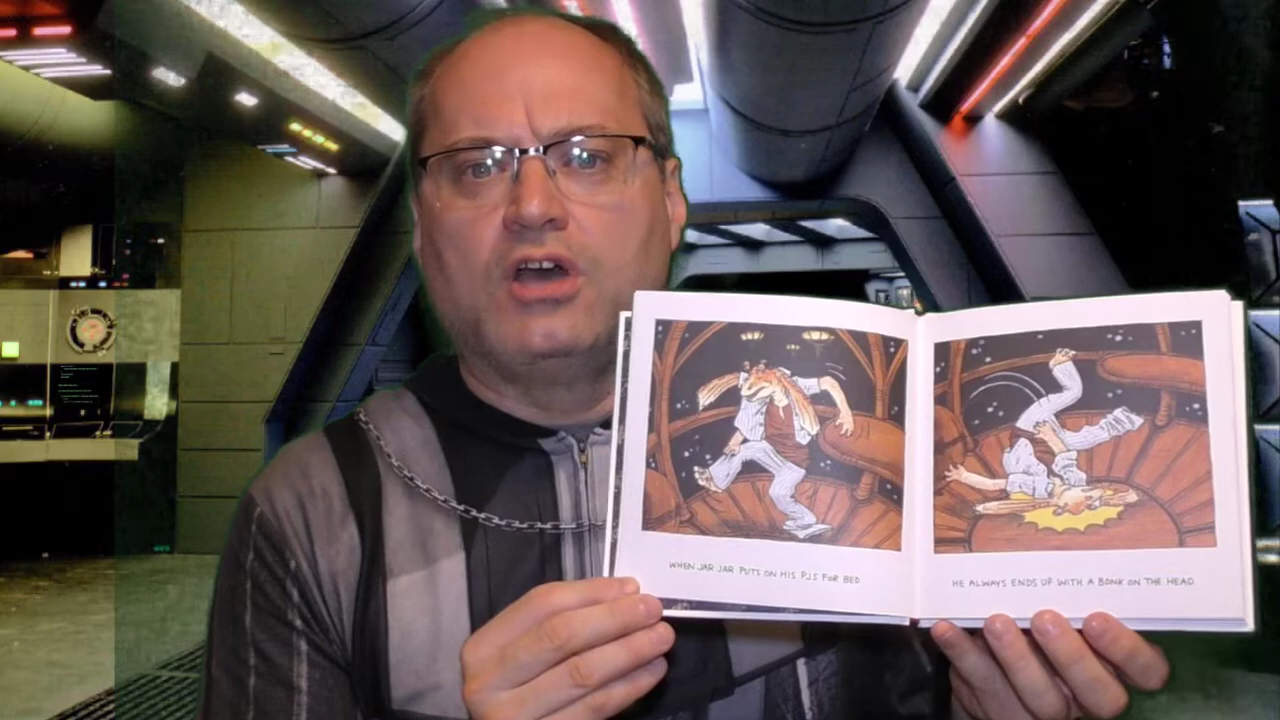 WHEN JAR JAR PUTS ON HIS PJS FOR BED
HE ALWAYS ENDS UP WITH A BONK ON THE HEAD.